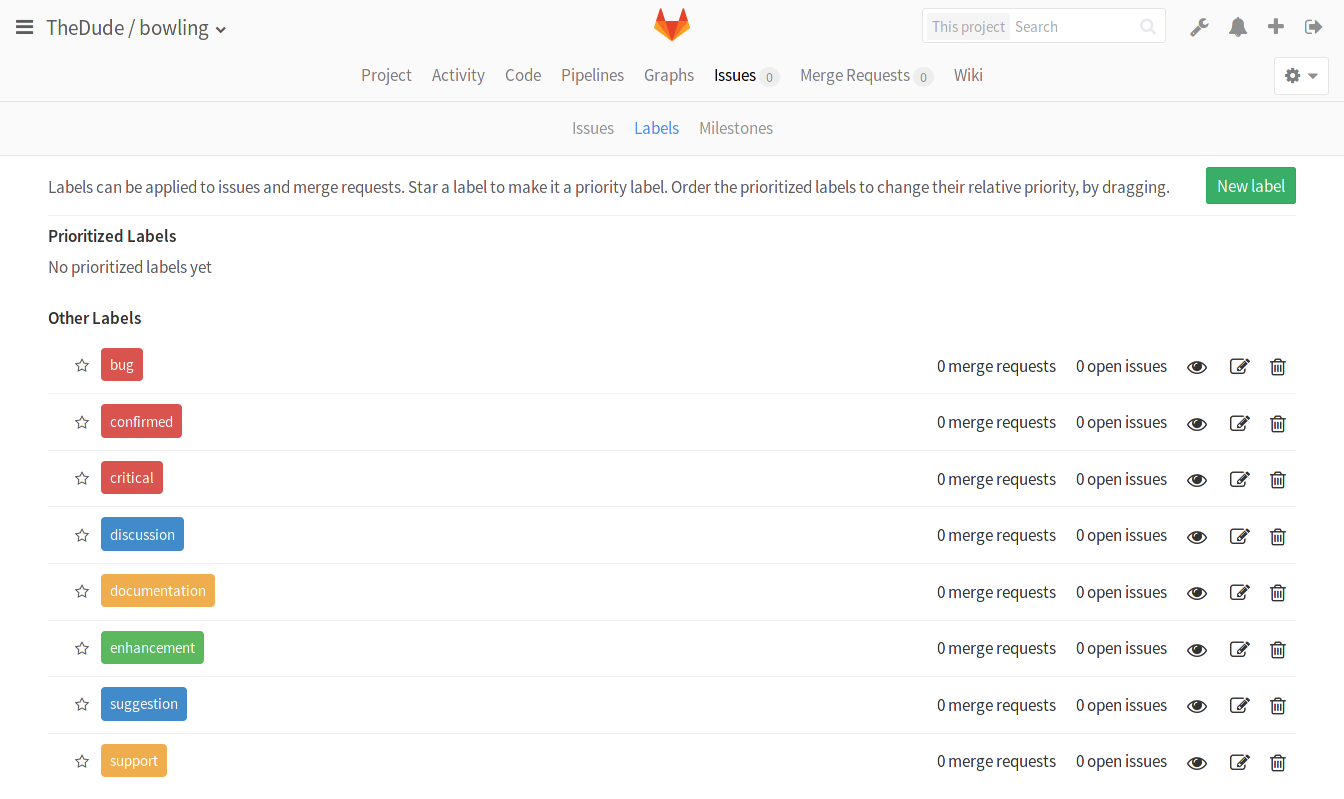 TheDude / bowling
This project Search
Project Activity Code Pipelines Graphs Issues 0 Merge Requests 0 Wiki
Issues Labels Milestones
Labels can be applied to issues and merge requests. Star a label to make it a priority label. Order the prioritized labels to change their relative priority, by dragging.
New label
Prioritized Labels
No prioritized labels yet
Other Labels
bug 0 merge requests 0 open issues
confirmed 0 merge requests 0 open issues
critical 0 merge requests 0 open issues
discussion 0 merge requests 0 open issues
documentation 0 merge requests 0 open issues
enhancement 0 merge requests 0 open issues
suggestion 0 merge requests 0 open issues
support 0 merge requests 0 open issues